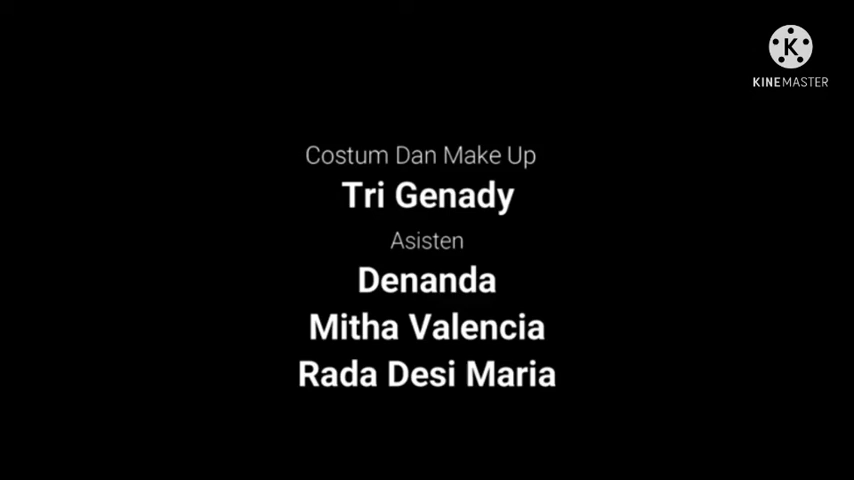 K
KINEMASTER
Costum Dan Make Up
Tri Genady
Asisten
Denanda
Mitha Valencia
Rada Desi Maria